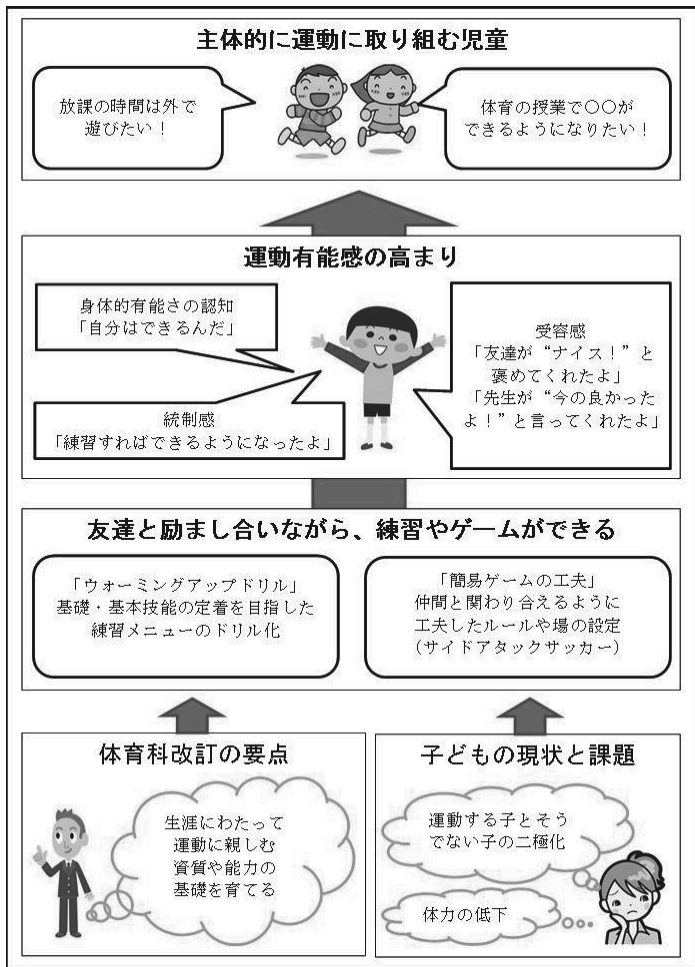 主体的に運動に取り組む児童
放課の時間は外で
遊びたい！
体育の授業で〇〇が
できるようになりたい！
運動有能感の高まり
身体的有能さの認知
「自分はできるんだ」
統制感
「練習すればできるようになったよ」
受容感
「友達が“ナイス！”と
褒めてくれたよ」
「先生が“今の良かった
よ！”と言ってくれたよ」
友達と励まし合いながら、練習やゲームができる
「ウォーミングアップドリル」
基礎・基本技能の定着を目指した
練習メニューのドリル化
「簡易ゲームの工夫」
仲間と関わり合えるように
工夫したルールや場の設定
（サイドアタックサッカー）
体育科改訂の要点
生涯にわたって
運動に親しむ
資質や能力の
基礎を育てる
子どもの現状と課題
運動する子とそう
でない子の二極化
体力の低下